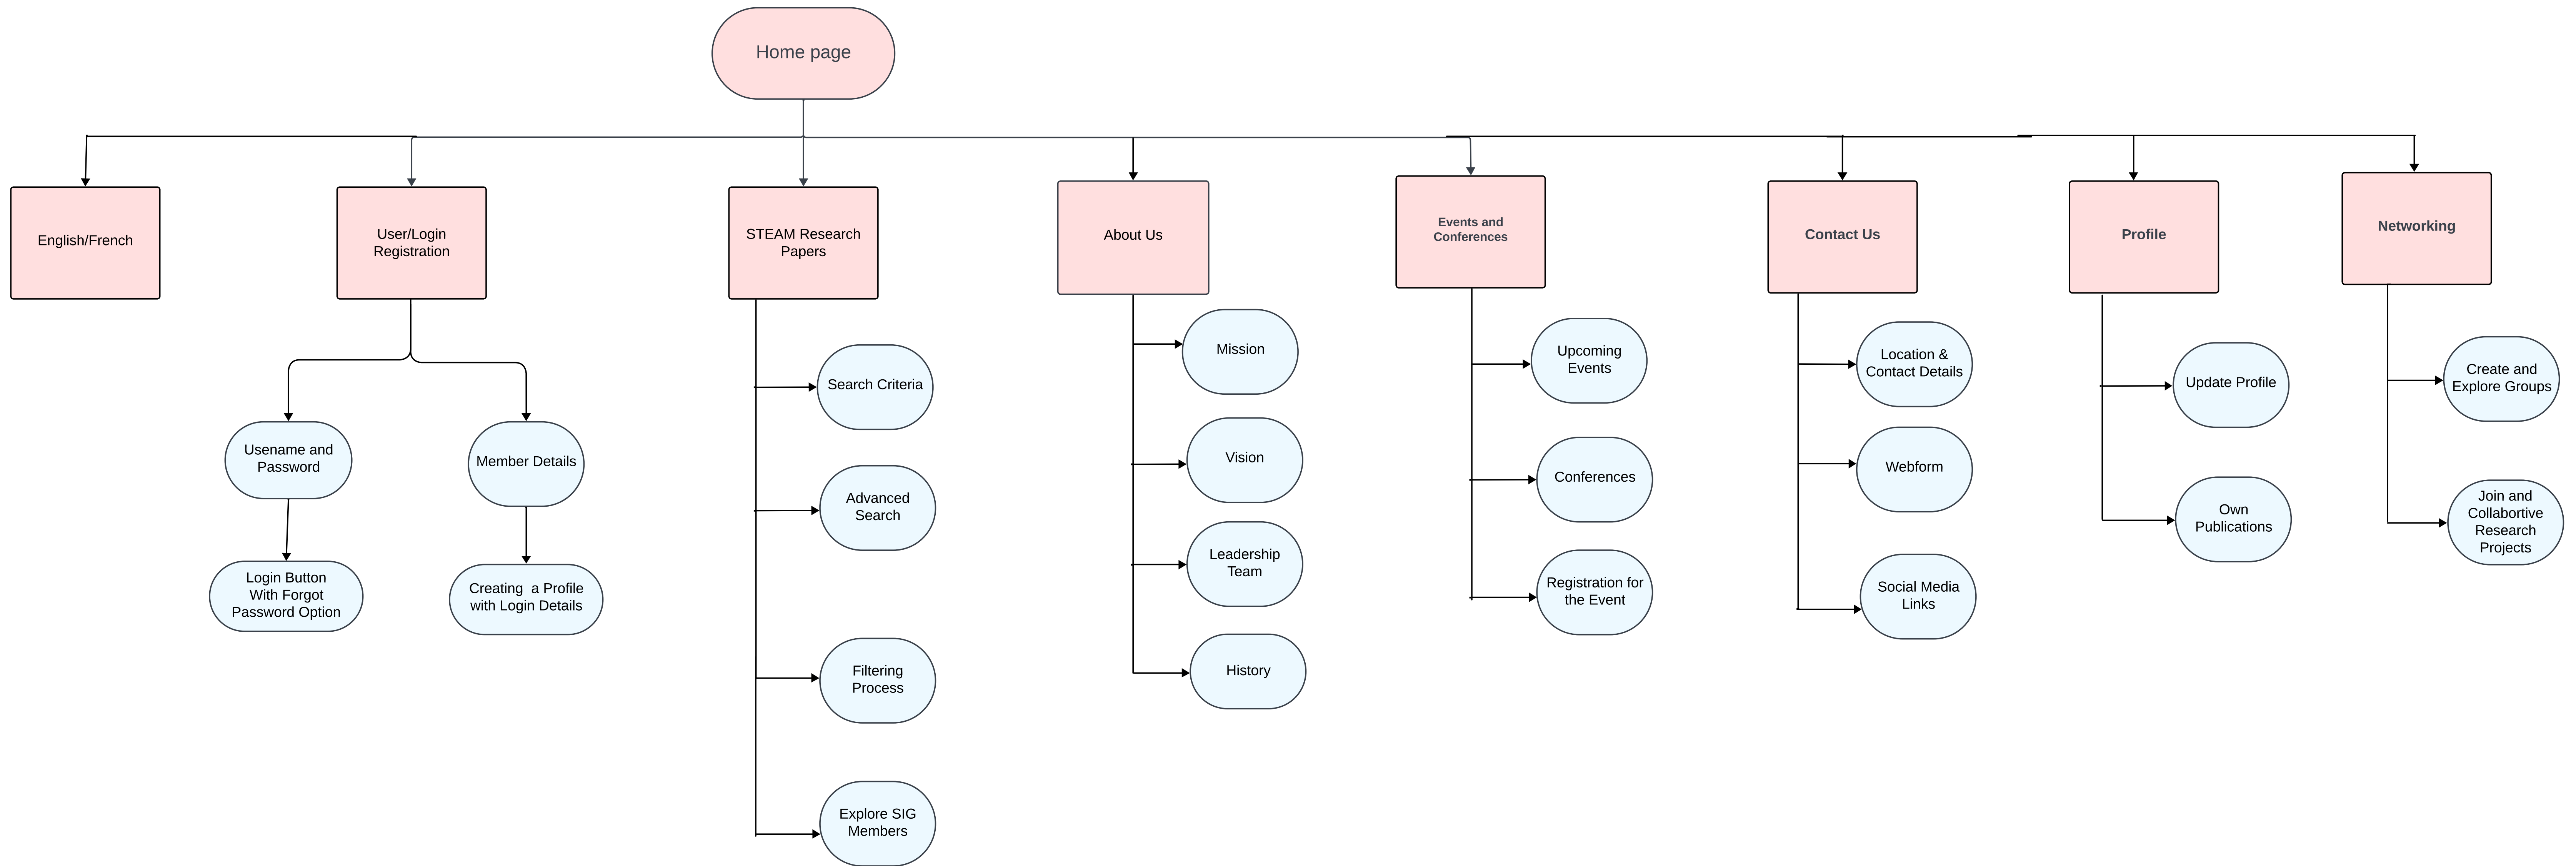 Home page
English/French
User/Login
Registration
STEAM Research
Papers
About Us
Events and
Conferences
Contact Us
Profile
Networking
Usename and
Password
Login Button
With Forgot
Password Option
Member Details
Creating  a Profile
with Login Details
Search Criteria
Advanced
Search
Filtering
Process
Explore SIG
Members
Mission
Vision
Leadership
Team
History
Upcoming
Events
Conferences
Registration for
the Event
Location &
Contact Details
Webform
Social Media
Links
Update Profile
Own
Publications
Create and
Explore Groups
Join and
Collabortive
Research
Projects